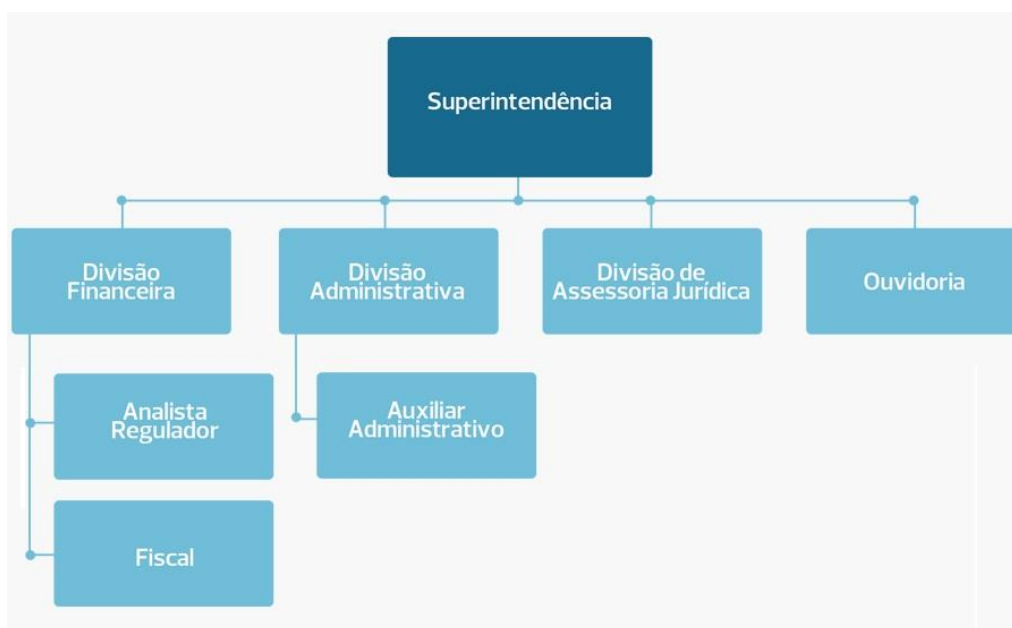 Superintendência
Divisão
Financeira
Divisão
Administrativa
Divisão de
Assessoria Jurídica
Ouvidoria
Analista
Regulador
Auxiliar
Administrativo
Fiscal